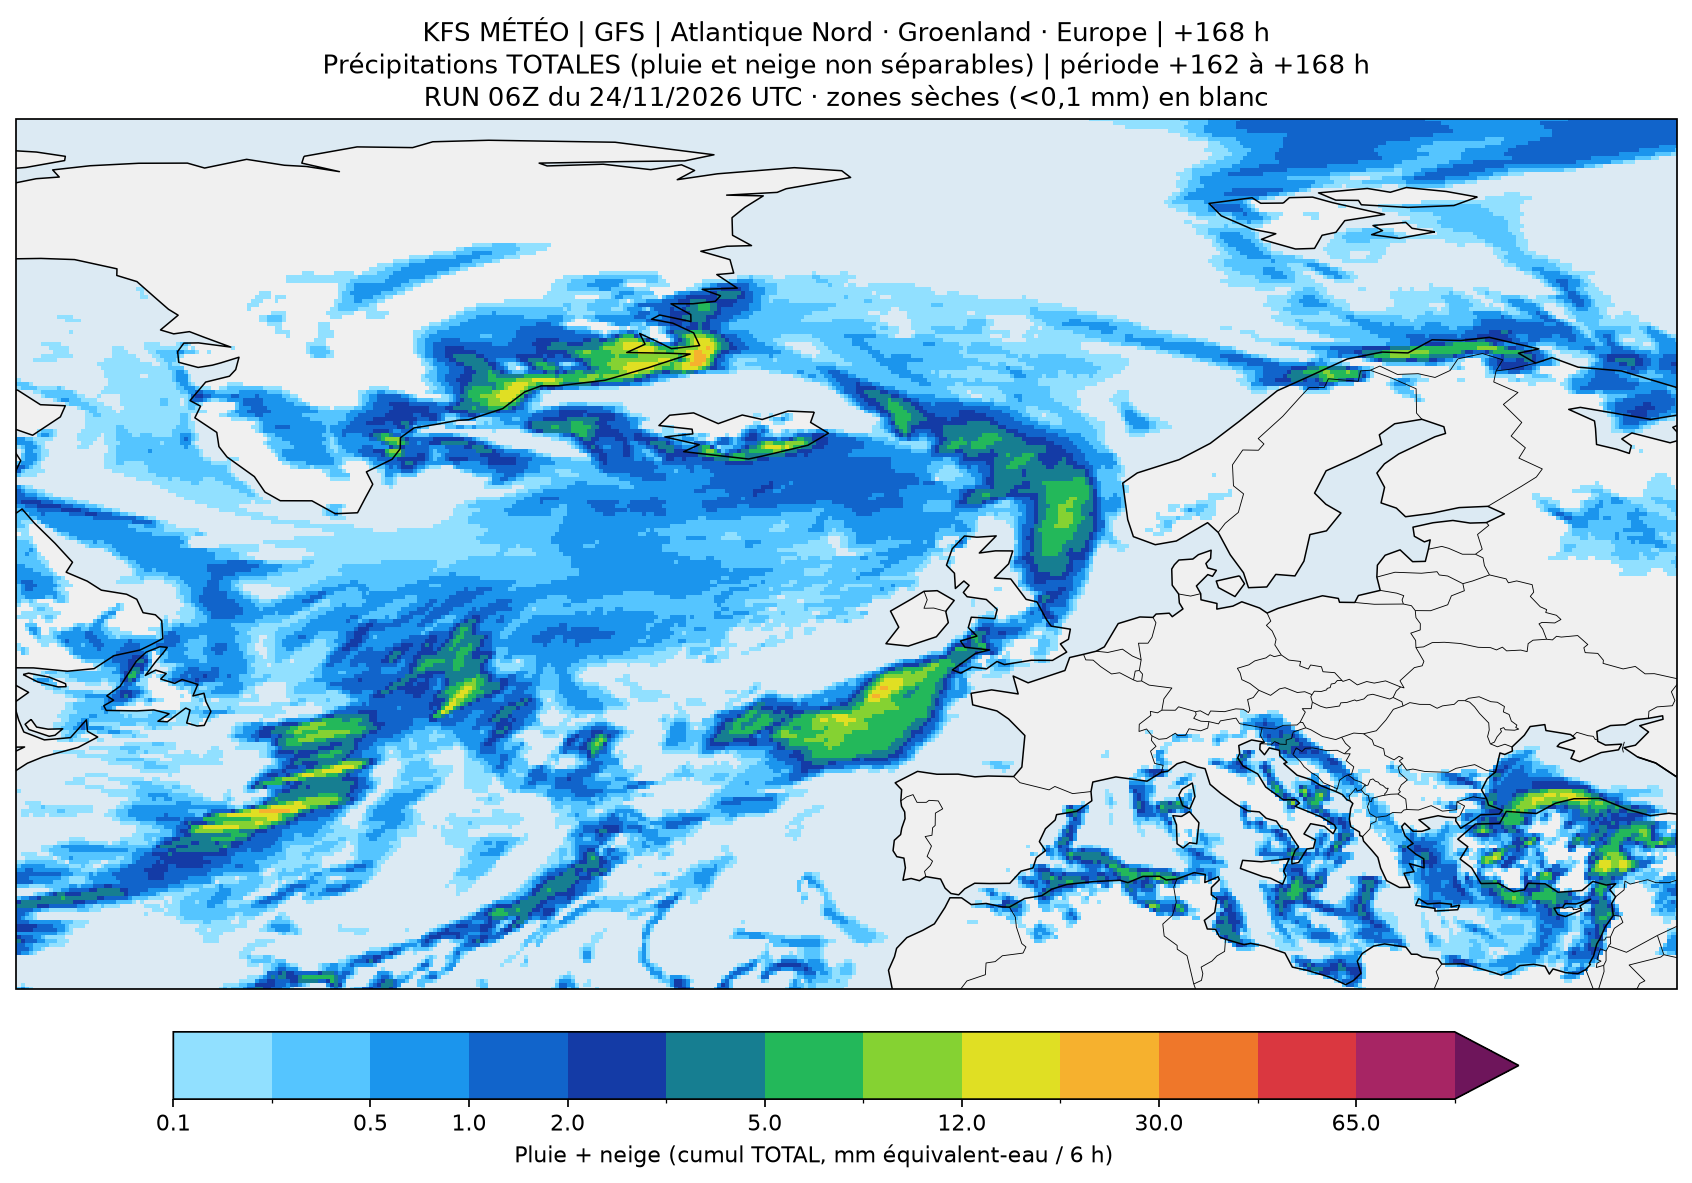 KFS MÉTÉO | GFS | Atlantique Nord · Groenland · Europe | +168 h
Précipitations TOTALES (pluie et neige non séparables) | période +162 à +168 h
RUN 06Z du 24/11/2026 UTC · zones sèches (<0,1 mm) en blanc
0.1 0.5 1.0 2.0 5.0 12.0 30.0 65.0
Pluie + neige (cumul TOTAL, mm équivalent-eau / 6 h)